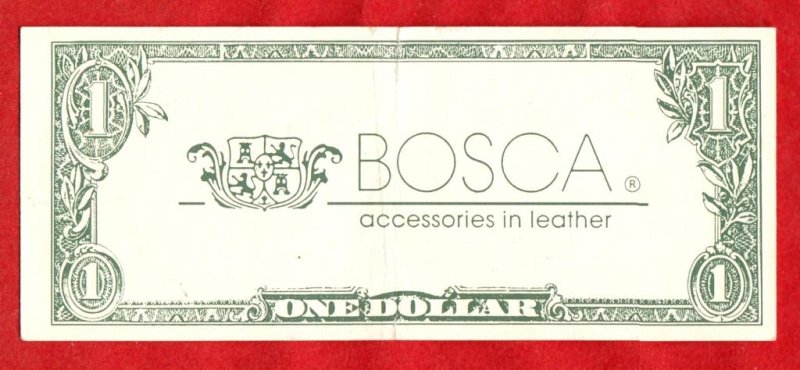 1 1
BOSCA ®
accessories in leather
1 ONE DOLLAR 1